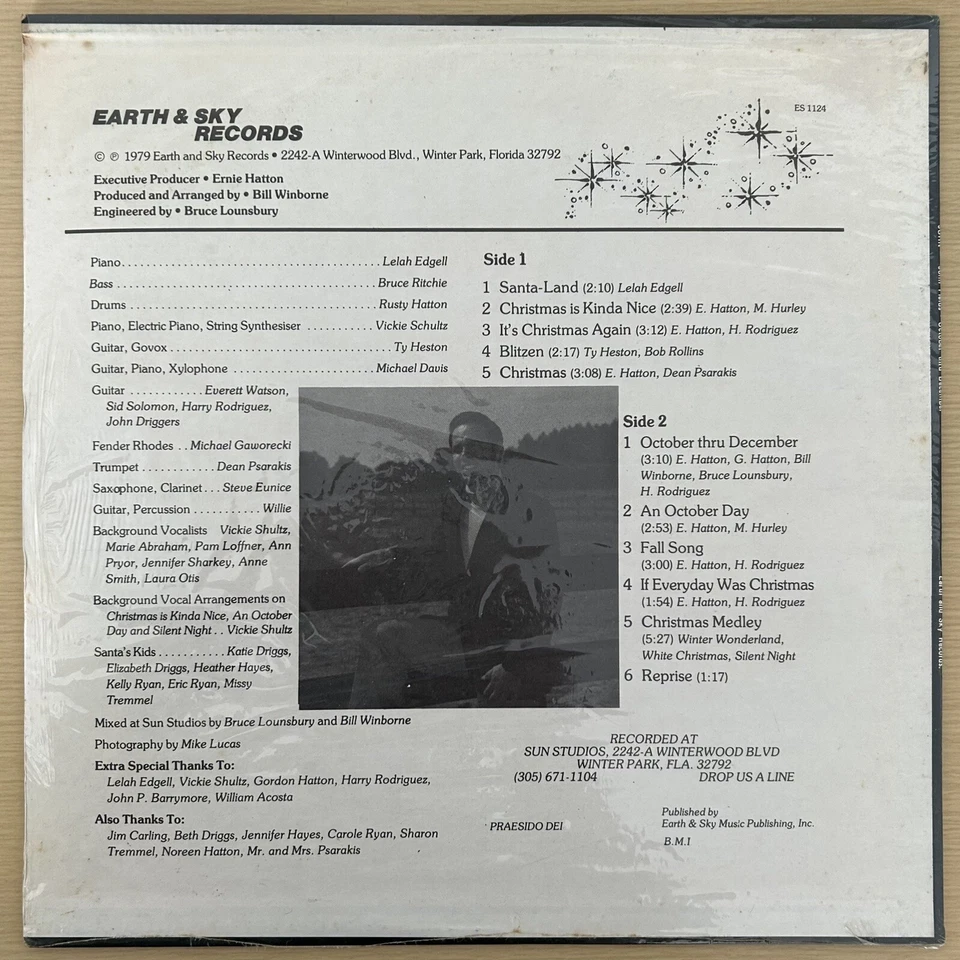 EARTH & SKY
RECORDS
ES 1124
© ℗ 1979 Earth and Sky Records • 2242-A Winterwood Blvd., Winter Park, Florida 32792
Executive Producer • Ernie Hatton
Produced and Arranged by • Bill Winborne
Engineered by • Bruce Lounsbury
Piano........................................Lelah Edgell
Bass........................................Bruce Ritchie
Drums........................................Rusty Hatton
Piano, Electric Piano, String Synthesiser ..........Vickie Schultz
Guitar, Govox....................................Ty Heston
Guitar, Piano, Xylophone ......................Michael Davis
Guitar ............Everett Watson,
Sid Solomon, Harry Rodriguez,
John Driggers
Fender Rhodes ..Michael Gaworecki
Trumpet............Dean Psarakis
Saxophone, Clarinet...Steve Eunice
Guitar, Percussion ...........Willie
Background Vocalists Vickie Shultz,
Marie Abraham, Pam Loffner, Ann
Pryor, Jennifer Sharkey, Anne
Smith, Laura Otis
Background Vocal Arrangements on
Christmas is Kinda Nice, An October
Day and Silent Night..Vickie Shultz
Santa's Kids...........Katie Driggs,
Elizabeth Driggs, Heather Hayes,
Kelly Ryan, Eric Ryan, Missy
Tremmel
Mixed at Sun Studios by Bruce Lounsbury and Bill Winborne
Photography by Mike Lucas
Extra Special Thanks To:
Lelah Edgell, Vickie Shultz, Gordon Hatton, Harry Rodriguez,
John P. Barrymore, William Acosta
Also Thanks To:
Jim Carling, Beth Driggs, Jennifer Hayes, Carole Ryan, Sharon
Tremmel, Noreen Hatton, Mr. and Mrs. Psarakis
Side 1
1 Santa-Land (2:10) Lelah Edgell
2 Christmas is Kinda Nice (2:39) E. Hatton, M. Hurley
3 It's Christmas Again (3:12) E. Hatton, H. Rodriguez
4 Blitzen (2:17) Ty Heston, Bob Rollins
5 Christmas (3:08) E. Hatton, Dean Psarakis
Side 2
1 October thru December
(3:10) E. Hatton, G. Hatton, Bill
Winborne, Bruce Lounsbury,
H. Rodriguez
2 An October Day
(2:53) E. Hatton, M. Hurley
3 Fall Song
(3:00) E. Hatton, H. Rodriguez
4 If Everyday Was Christmas
(1:54) E. Hatton, H. Rodriguez
5 Christmas Medley
(5:27) Winter Wonderland,
White Christmas, Silent Night
6 Reprise (1:17)
RECORDED AT
SUN STUDIOS, 2242-A WINTERWOOD BLVD
WINTER PARK, FLA. 32792
(305) 671-1104 DROP US A LINE
PRAESIDO DEI
Published by
Earth & Sky Music Publishing, Inc.
B.M.I
Earth and Sky Records